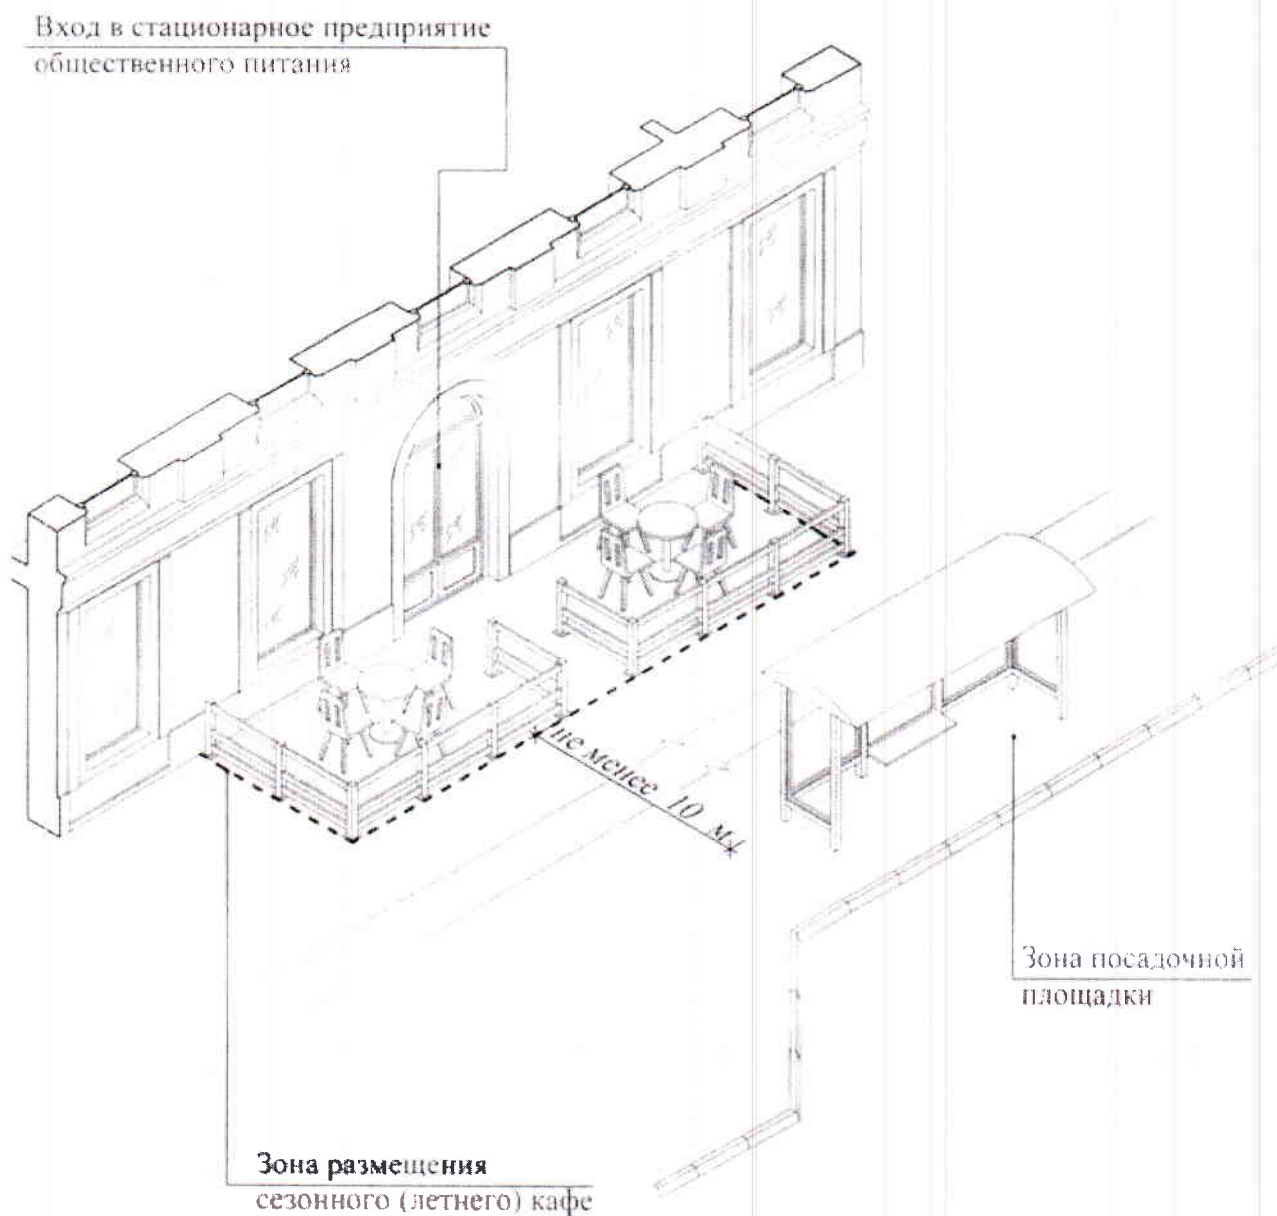 Вход в стационарное предприятие
общественного питания
не менее 10 м
Зона посадочной
площадки
Зона размещения
сезонного (летнего) кафе